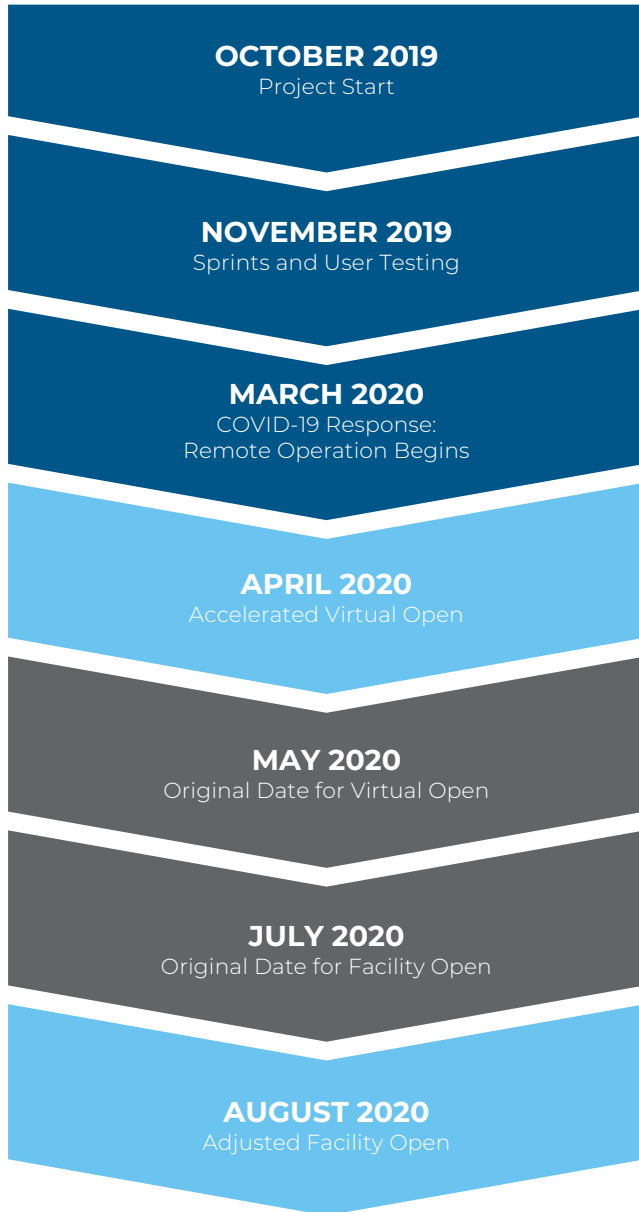 OCTOBER 2019
Project Start
NOVEMBER 2019
Sprints and User Testing
MARCH 2020
COVID-19 Response:
Remote Operation Begins
APRIL 2020
Accelerated Virtual Open
MAY 2020
Original Date for Virtual Open
JULY 2020
Original Date for Facility Open
AUGUST 2020
Adjusted Facility Open